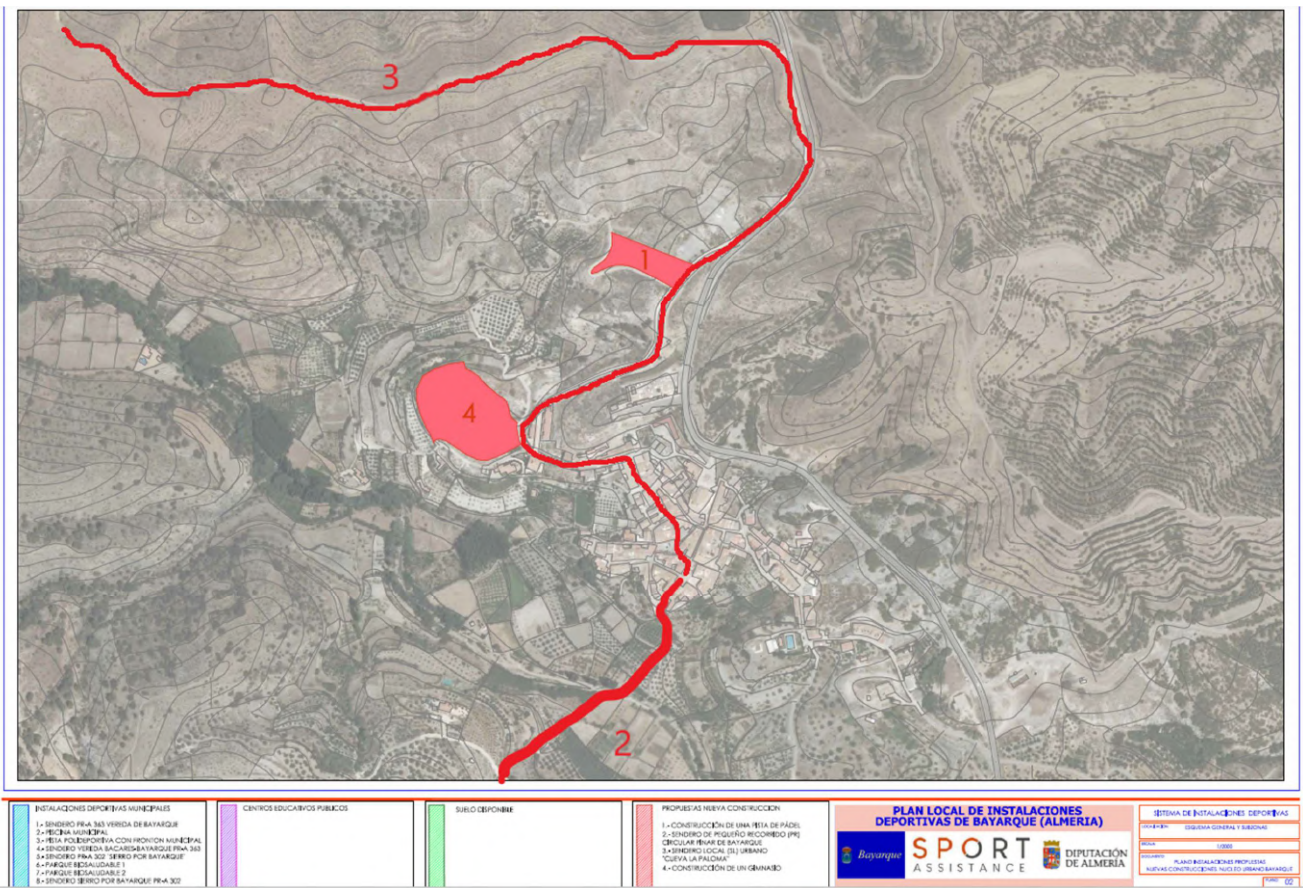 3
1
4
2
INSTALACIONES DEPORTIVAS MUNICIPALES
1.- SENDERO PR-A 363 VEREDA DE BAYARQUE
2.- PISCINA MUNICIPAL
3.- PISTA POLIDEPORTIVA CON FRONTON MUNICIPAL
4.- SENDERO VEREDA BACARES-BAYARQUE PR-A 363
5.- SENDERO PR-A 302 "SIERRO POR BAYARQUE"
6.- PARQUE BIOSALUDABLE 1
7.- PARQUE BIOSALUDABLE 2
8.- SENDERO SIERRO POR BAYARQUE PR-A 302
CENTROS EDUCATIVOS PUBLICOS
SUELO DISPONIBLE
PROPUESTAS NUEVA CONSTRUCCION
1.- CONSTRUCCIÓN DE UNA PISTA DE PÁDEL
2.- SENDERO DE PEQUEÑO RECORRIDO (PR)
CIRCULAR PINAR DE BAYARQUE
3.- SENDERO LOCAL (SL) URBANO
"CUEVA LA PALOMA"
4.- CONSTRUCCIÓN DE UN GIMNASIO
PLAN LOCAL DE INSTALACIONES
DEPORTIVAS DE BAYARQUE (ALMERIA)
Bayarque
SPORT
ASSISTANCE
DIPUTACIÓN
DE ALMERÍA
SISTEMA DE INSTALACIONES DEPORTIVAS
ESQUEMA GENERAL Y SUBZONAS
PLANO INSTALACIONES PROPUESTAS
NUEVAS CONSTRUCCIONES. NUCLEO URBANO BAYARQUE
02